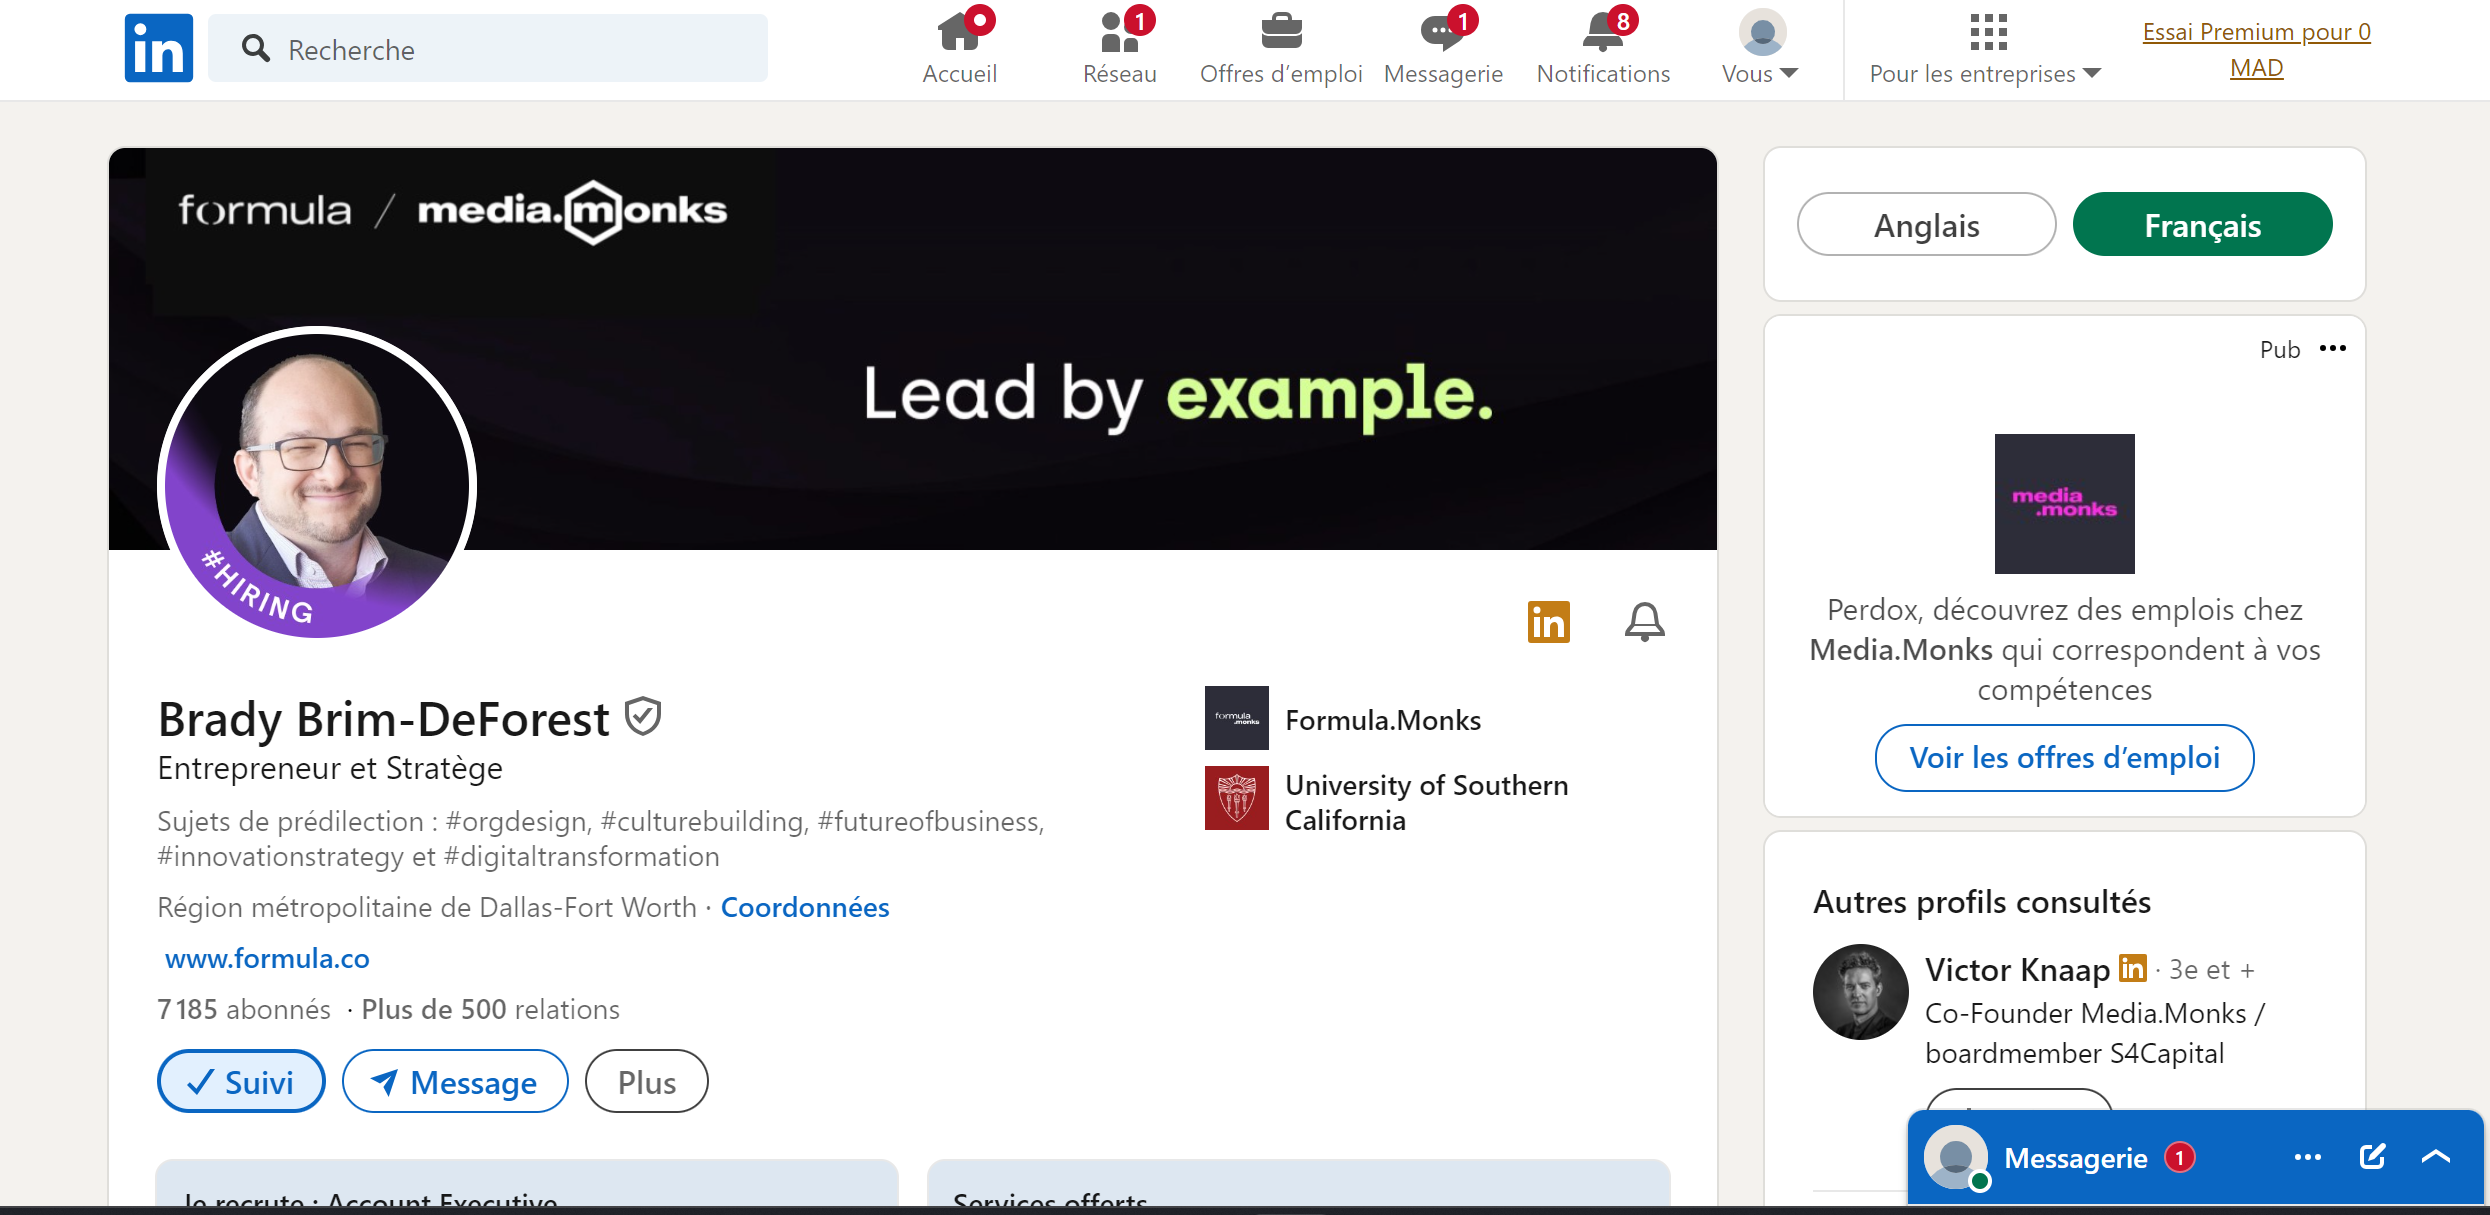 in
Recherche
Accueil
1
Réseau
Offres d'emploi
1
Messagerie
8
Notifications
Vous
Pour les entreprises
Essai Premium pour 0
MAD
formula / media.monks
Lead by example.
#HIRING
in
Brady Brim-DeForest
Entrepreneur et Stratège
Sujets de prédilection : #orgdesign, #culturebuilding, #futureofbusiness,
#innovationstrategy et #digitaltransformation
Région métropolitaine de Dallas-Fort Worth · Coordonnées
www.formula.co
7 185 abonnés · Plus de 500 relations
Suivi
Message
Plus
formula
.monks
Formula.Monks
University of Southern
California
Je recrute : Account Executive
Services offerts
Anglais
Français
Pub
media
.monks
Perdox, découvrez des emplois chez
Media.Monks qui correspondent à vos
compétences
Voir les offres d'emploi
Autres profils consultés
Victor Knaap in · 3e et +
Co-Founder Media.Monks /
boardmember S4Capital
Messagerie 1